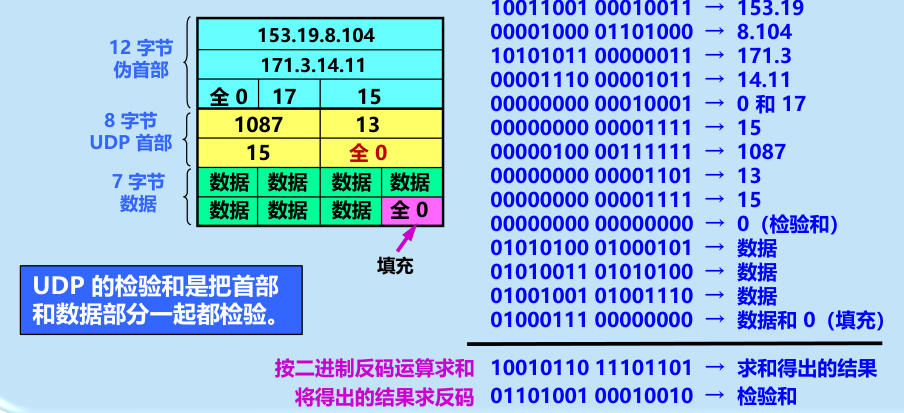 12 字节
伪首部
153.19.8.104
171.3.14.11
全 0 17 15
8 字节
UDP 首部
1087 13
15 全 0
7 字节
数据
数据 数据 数据 数据
数据 数据 数据 全 0
填充
UDP 的检验和是把首部
和数据部分一起都检验。
10011001 00010011 → 153.19
00001000 01101000 → 8.104
10101011 00000011 → 171.3
00001110 00001011 → 14.11
00000000 00010001 → 0 和 17
00000000 00001111 → 15
00000100 00111111 → 1087
00000000 00001101 → 13
00000000 00001111 → 15
00000000 00000000 → 0（检验和）
01010100 01000101 → 数据
01010011 01010100 → 数据
01001001 01001110 → 数据
01000111 00000000 → 数据和 0（填充）
按二进制反码运算求和 10010110 11101101 → 求和得出的结果
将得出的结果求反码 01101001 00010010 → 检验和